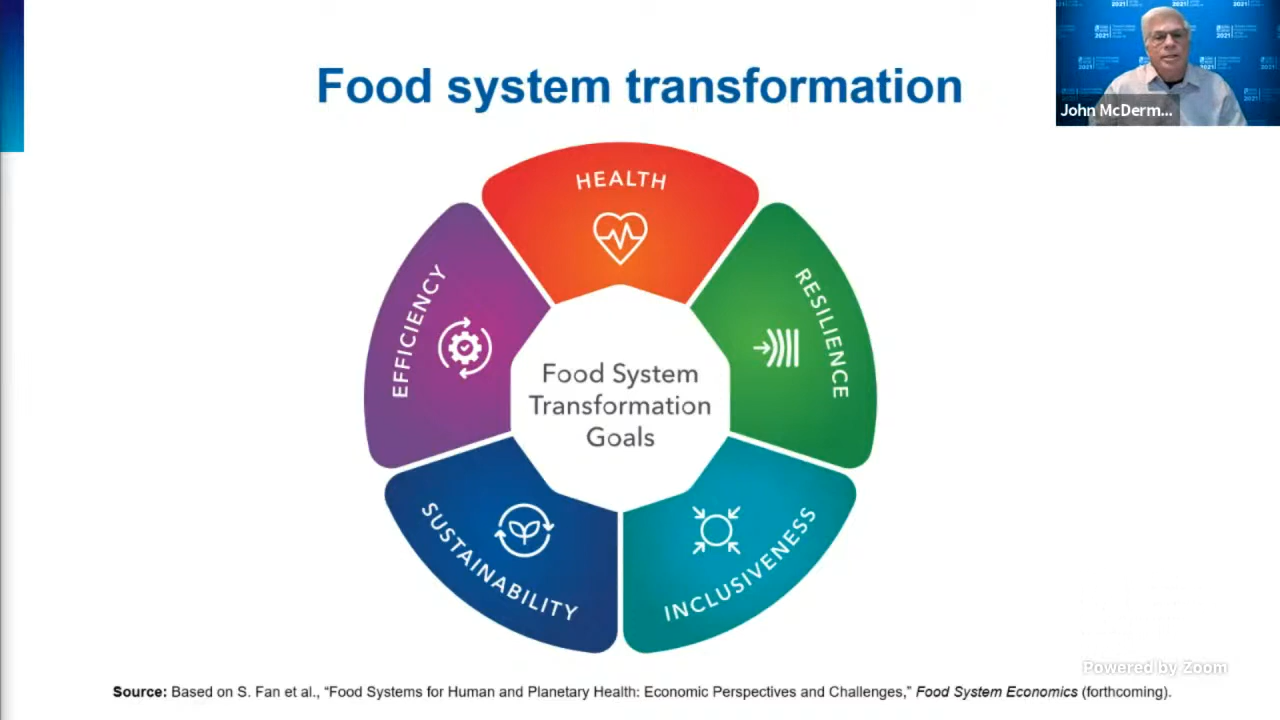 Food system transformation
John McDerm...
HEALTH
RESILIENCE
EFFICIENCY
Food System
Transformation
Goals
SUSTAINABILITY
INCLUSIVENESS
Powered by Zoom
Source: Based on S. Fan et al., “Food Systems for Human and Planetary Health: Economic Perspectives and Challenges,” Food System Economics (forthcoming).
2021